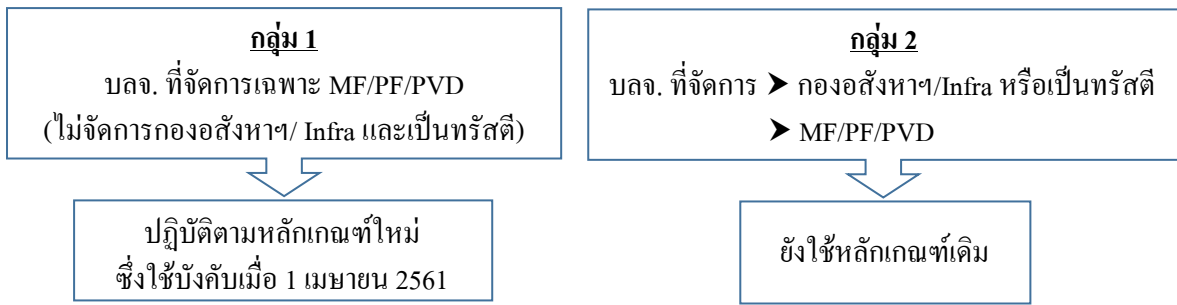 กลุ่ม 1
บลจ. ที่จัดการเฉพาะ MF/PF/PVD
(ไม่จัดการกองอสังหาฯ/ Infra และเป็นทรัสตี)
ปฏิบัติตามหลักเกณฑ์ใหม่
ซึ่งใช้บังคับเมื่อ 1 เมษายน 2561
กลุ่ม 2
บลจ. ที่จัดการ ➤ กองอสังหาฯ/Infra หรือเป็นทรัสตี
➤ MF/PF/PVD
ยังใช้หลักเกณฑ์เดิม